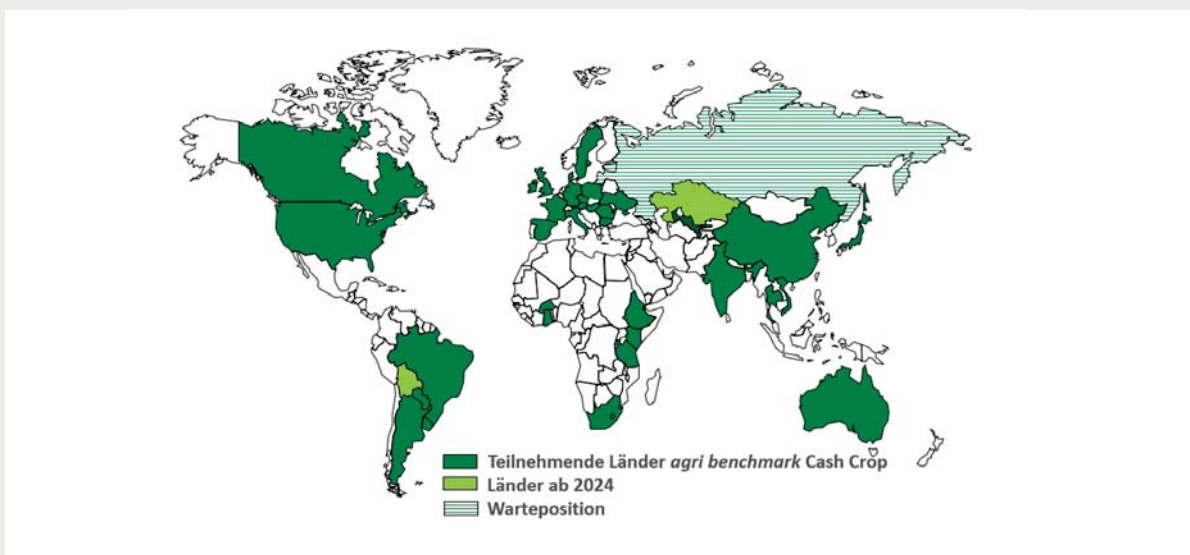 Teilnehmende Länder agri benchmark Cash Crop
Länder ab 2024
Warteposition